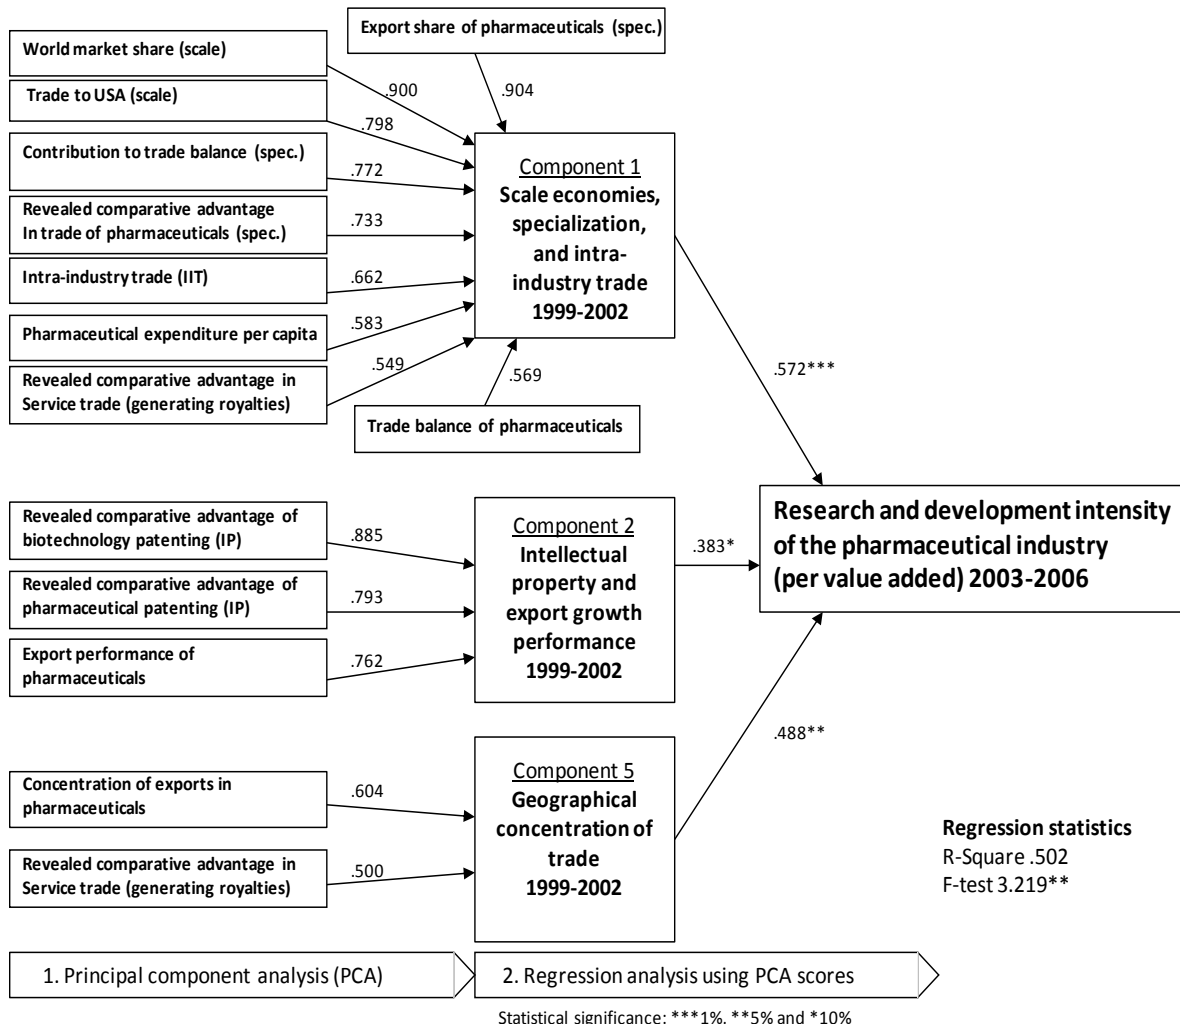 Export share of pharmaceuticals (spec.)
World market share (scale)
.900
.904
Trade to USA (scale)
.798
Contribution to trade balance (spec.)
.772
Revealed comparative advantage
In trade of pharmaceuticals (spec.)
.733
Intra-industry trade (IIT)
.662
Pharmaceutical expenditure per capita
.583
Revealed comparative advantage in
Service trade (generating royalties)
.549
.569
Trade balance of pharmaceuticals
Component 1
Scale economies,
specialization,
and intra-
industry trade
1999-2002
.572***
Revealed comparative advantage of
biotechnology patenting (IP)
.885
Revealed comparative advantage of
pharmaceutical patenting (IP)
.793
Export performance of
pharmaceuticals
.762
Component 2
Intellectual
property and
export growth
performance
1999-2002
.383*
Research and development intensity
of the pharmaceutical industry
(per value added) 2003-2006
Concentration of exports in
pharmaceuticals
.604
Revealed comparative advantage in
Service trade (generating royalties)
.500
Component 5
Geographical
concentration of
trade
1999-2002
.488**
Regression statistics
R-Square .502
F-test 3.219**
1. Principal component analysis (PCA)
2. Regression analysis using PCA scores
Statistical significance: ***1%, **5% and *10%